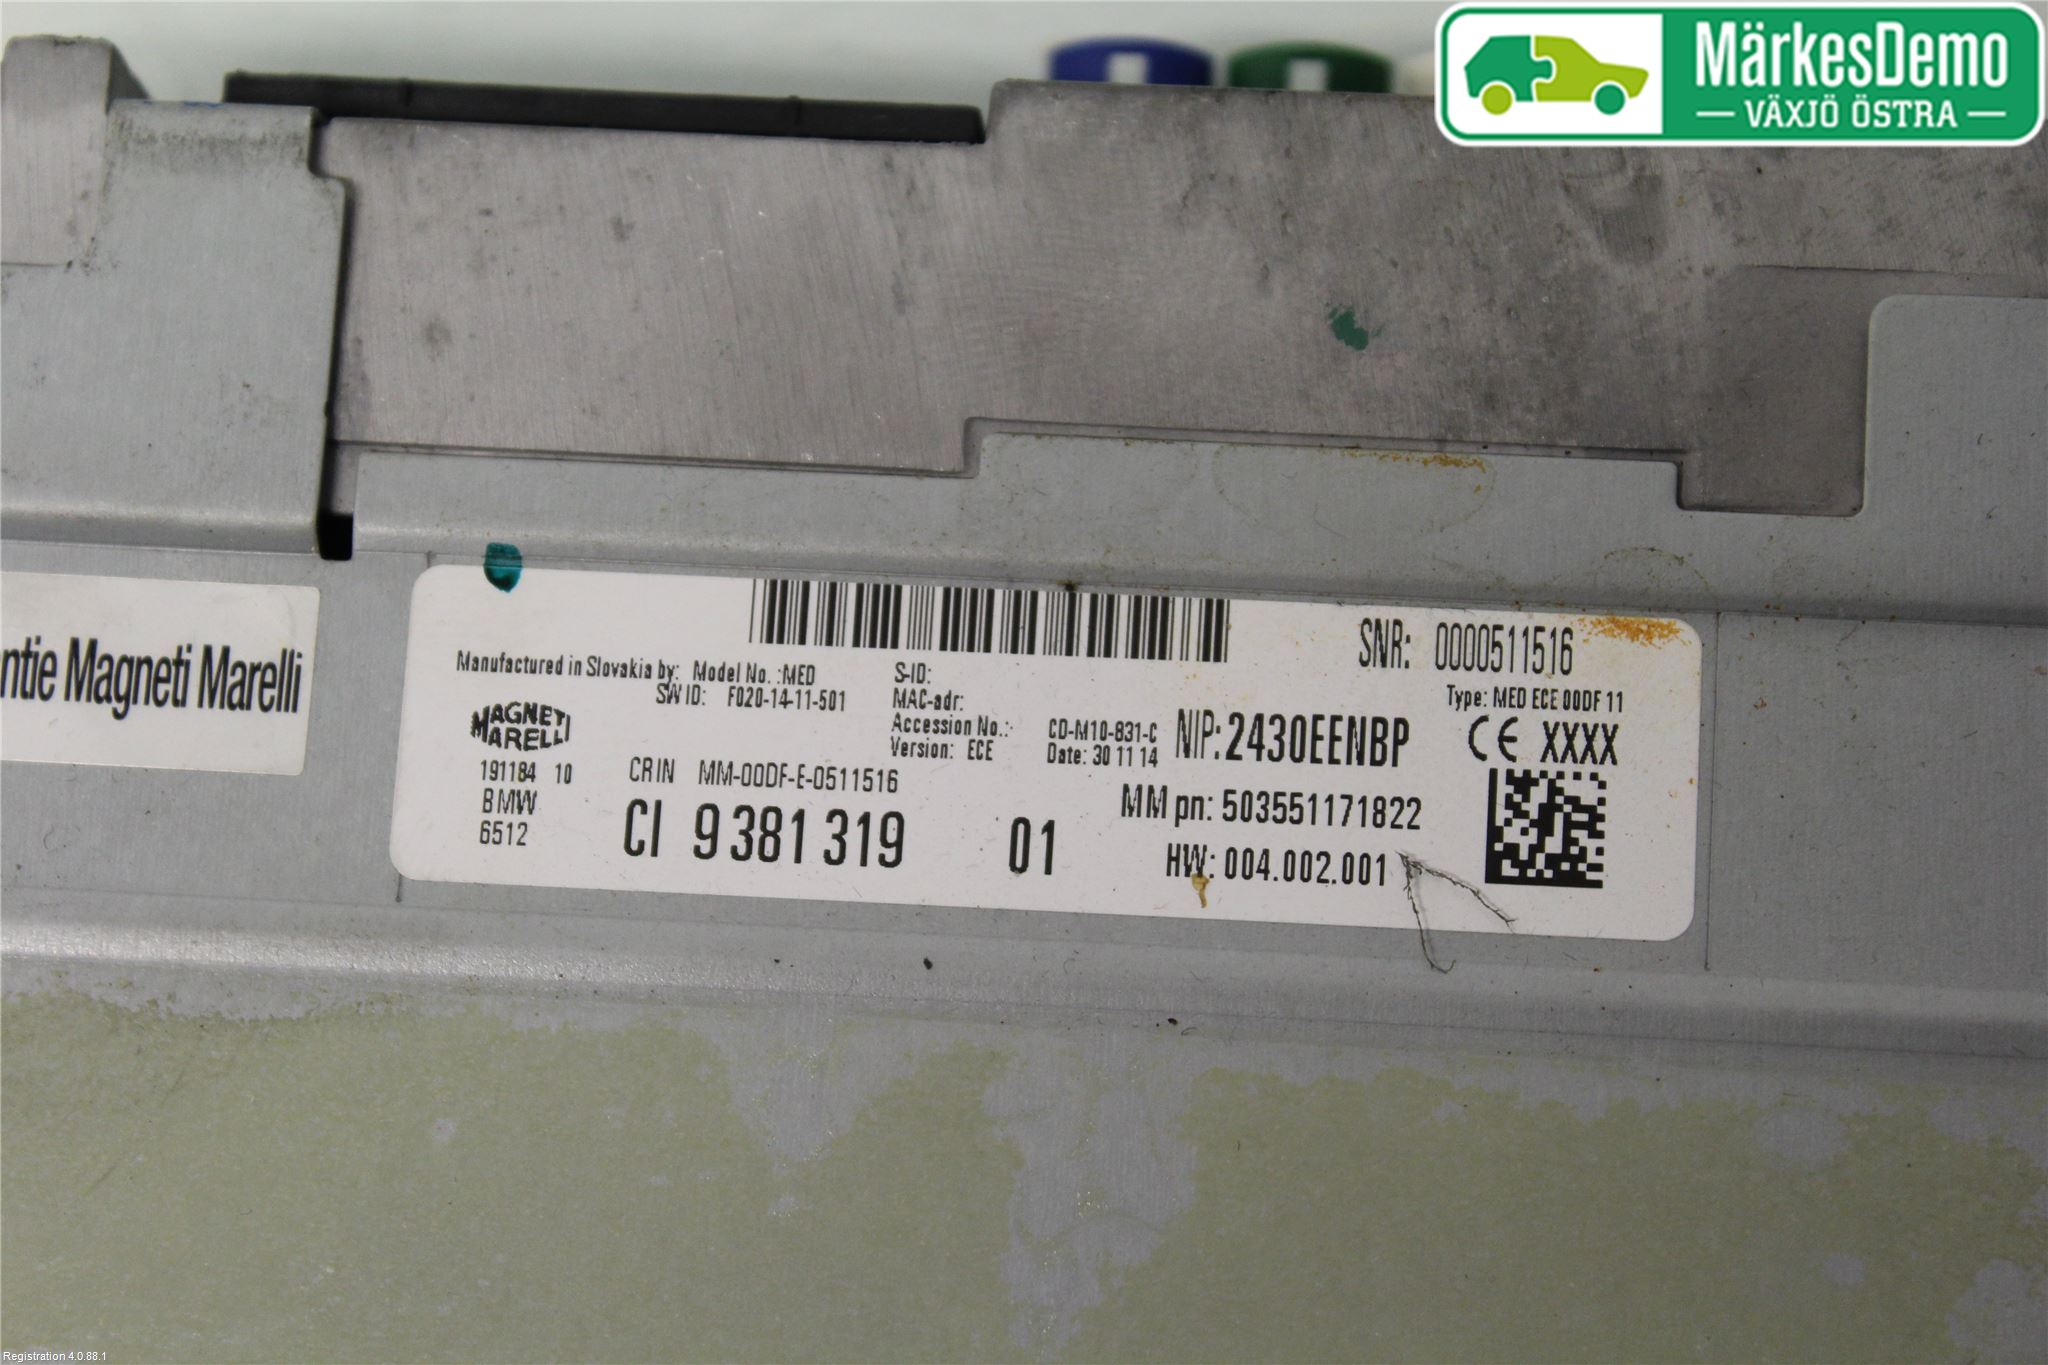 MärkesDemo
VÄXJÖ ÖSTRA
ntie Magneti Marelli
SNR: 0000511516
Manufactured in Slovakia by: Model No. :MED S-ID:
SW ID: F020-14-11-501 MAC-adr: Type: MED ECE 00DF 11
MAGNETI
MARELLI
Accession No.: CD-M10-831-C NIP:2430EENBP CE XXXX
Version: ECE Date: 30 11 14
191184 10 CRIN MM-00DF-E-0511516
BMW MM pn: 503551171822
6512 CI 9 381 319 01 HW: 004.002.001
Registration 4.0.88.1